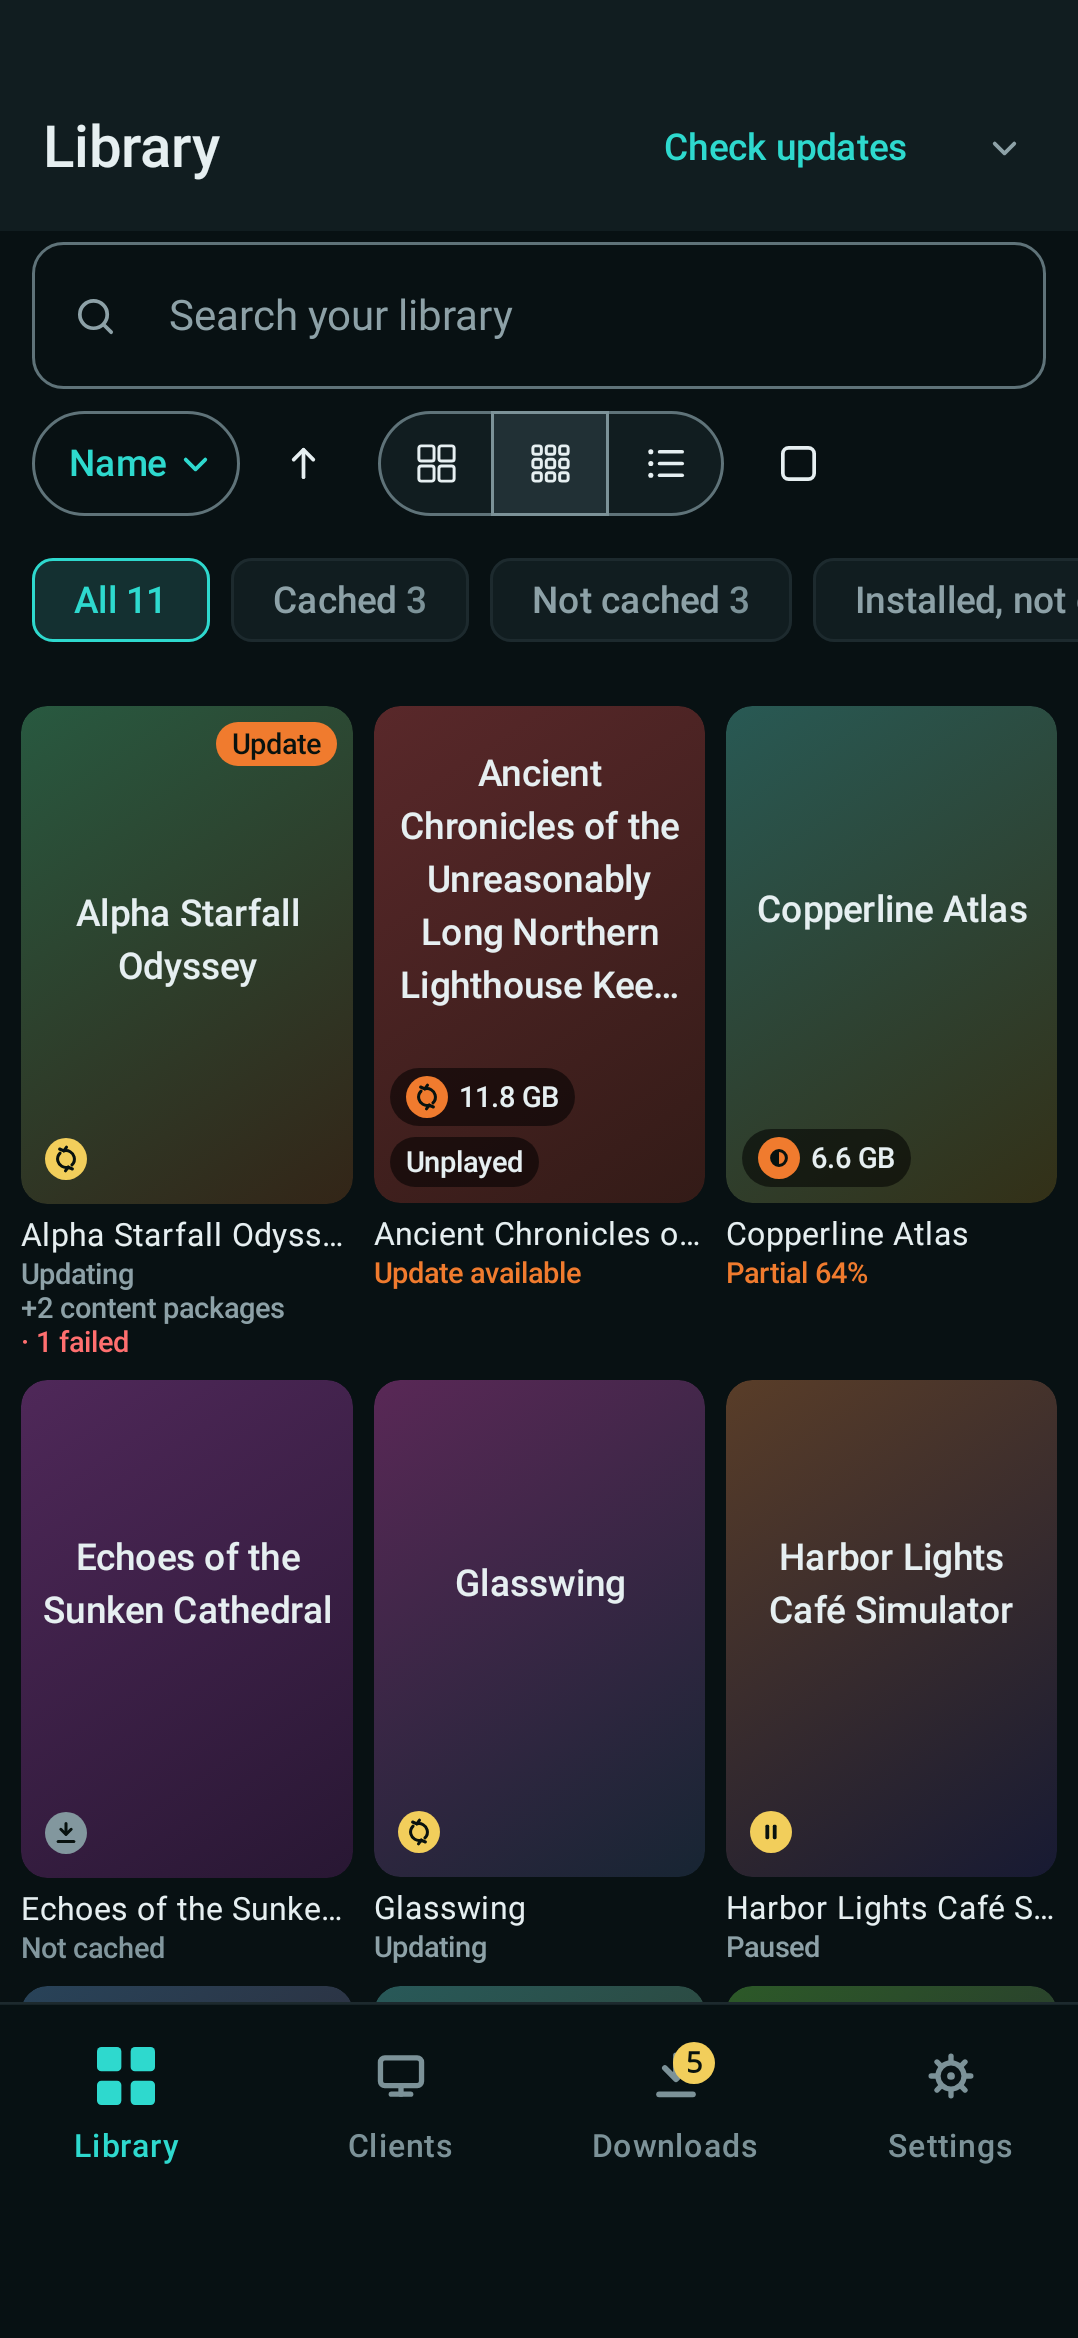 Library
Check updates
Search your library
Name
All 11
Cached 3
Not cached 3
Installed, not
Update
Alpha Starfall
Odyssey
Alpha Starfall Odyss...
Updating
+2 content packages
· 1 failed
Ancient
Chronicles of the
Unreasonably
Long Northern
Lighthouse Kee...
11.8 GB
Unplayed
Ancient Chronicles o...
Update available
Copperline Atlas
6.6 GB
Copperline Atlas
Partial 64%
Echoes of the
Sunken Cathedral
Echoes of the Sunke...
Not cached
Glasswing
Glasswing
Updating
Harbor Lights
Café Simulator
Harbor Lights Café S...
Paused
Library
Clients
5
Downloads
Settings